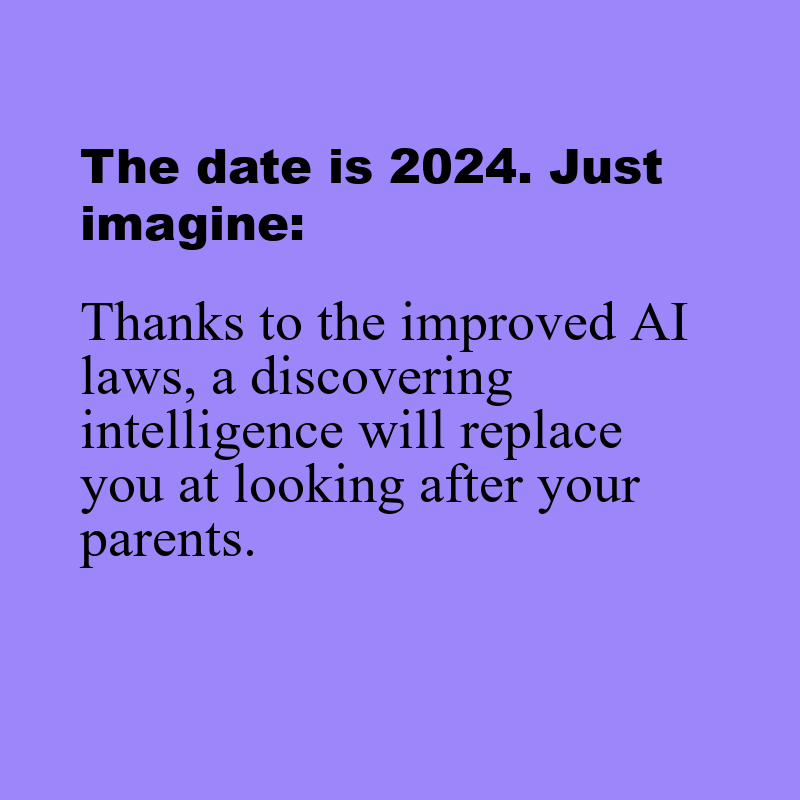 The date is 2024. Just
imagine:
Thanks to the improved AI
laws, a discovering
intelligence will replace
you at looking after your
parents.